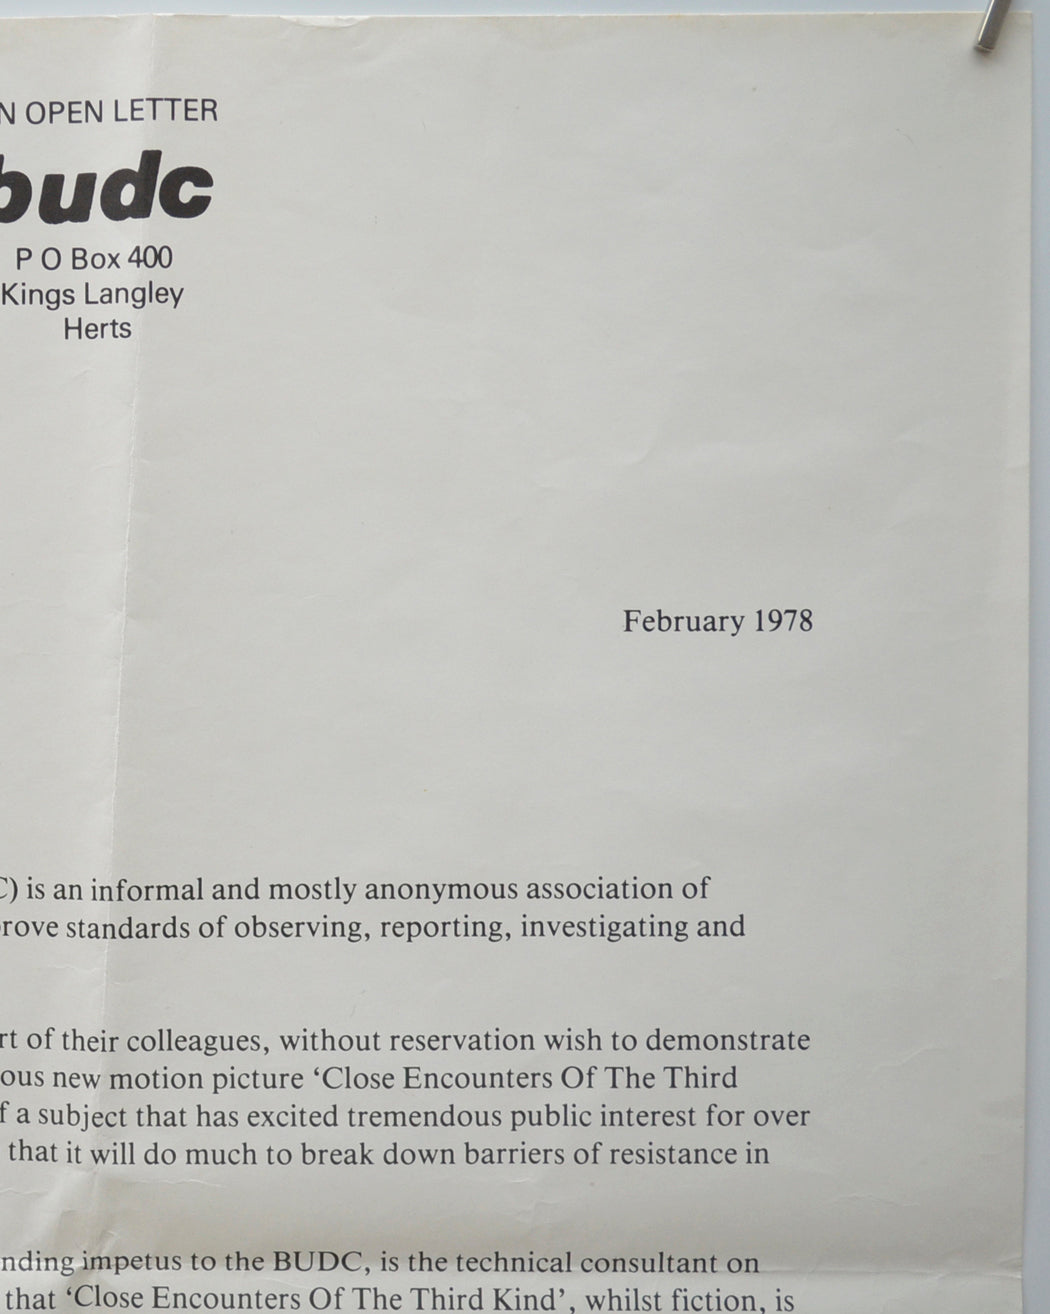 N OPEN LETTER
budc
P O Box 400
Kings Langley
Herts
February 1978
C) is an informal and mostly anonymous association of
rove standards of observing, reporting, investigating and
rt of their colleagues, without reservation wish to demonstrate
ous new motion picture ‘Close Encounters Of The Third
f a subject that has excited tremendous public interest for over
that it will do much to break down barriers of resistance in
nding impetus to the BUDC, is the technical consultant on
that ‘Close Encounters Of The Third Kind’, whilst fiction, is